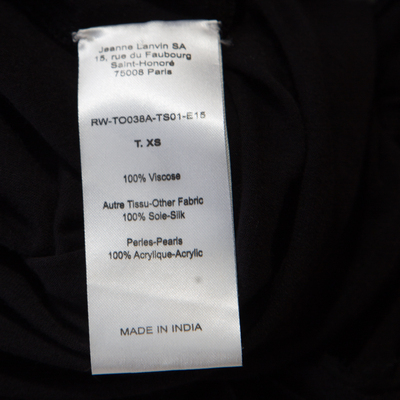 Jeanne Lanvin SA
15, rue du Faubourg
Saint-Honoré
75008 Paris
RW-TO038A-TS01-E15
T. XS
100% Viscose
Autre Tissu-Other Fabric
100% Soie-Silk
Perles-Pearls
100% Acrylique-Acrylic
MADE IN INDIA